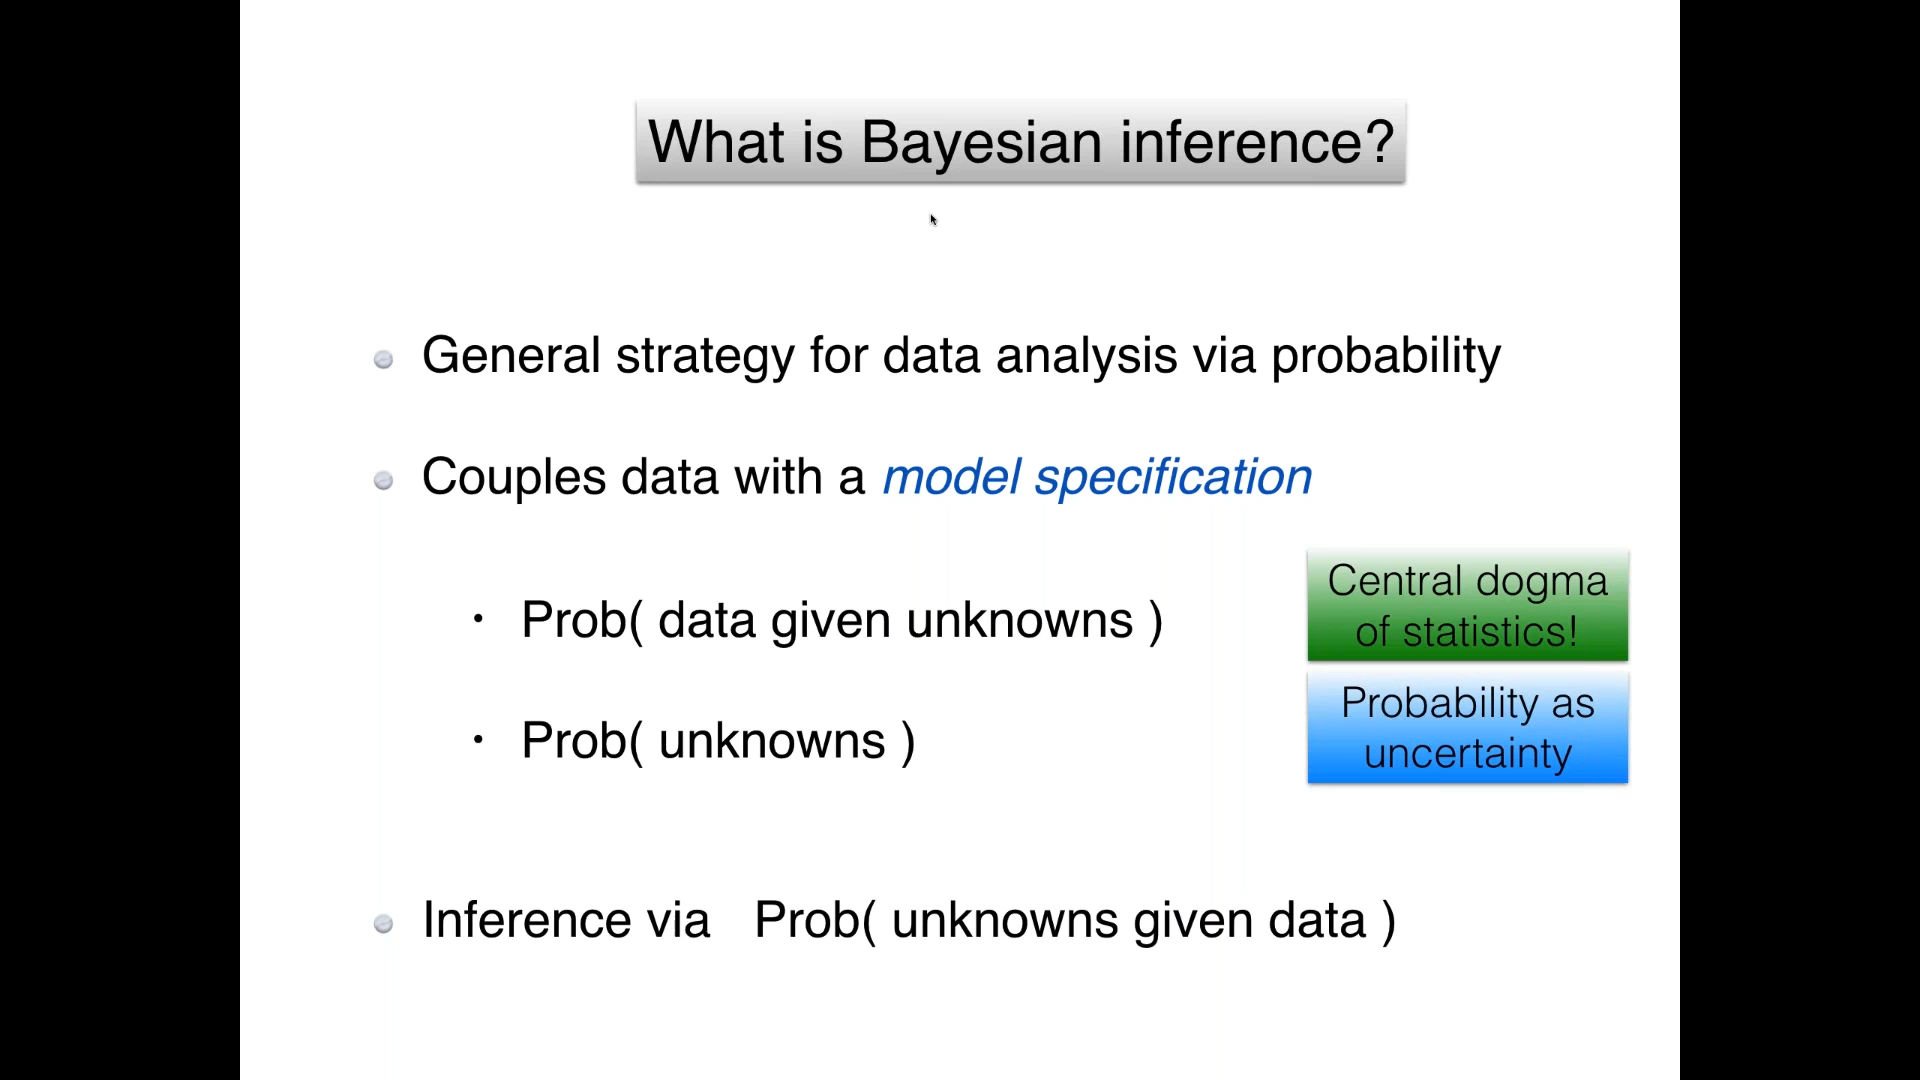 What is Bayesian inference?
General strategy for data analysis via probability
Couples data with a model specification
Prob( data given unknowns )
Central dogma
of statistics!
Prob( unknowns )
Probability as
uncertainty
Inference via Prob( unknowns given data )